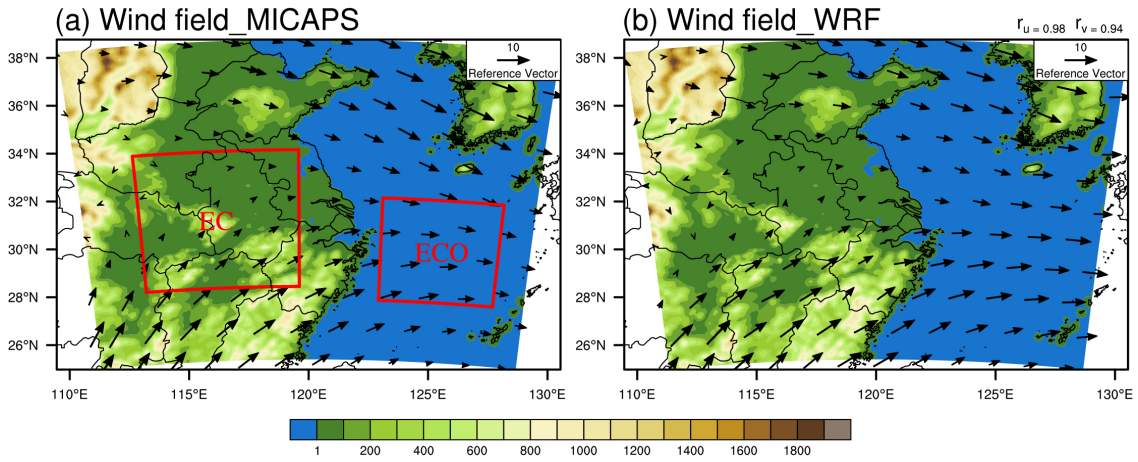 (a) Wind field_MICAPS
(b) Wind field_WRF
r_u = 0.98 r_v = 0.94
38°N
36°N
34°N
32°N
30°N
28°N
26°N
10
Reference Vector
EC
ECO
110°E
115°E
120°E
125°E
130°E
38°N
36°N
34°N
32°N
30°N
28°N
26°N
10
Reference Vector
110°E
115°E
120°E
125°E
130°E
1 200 400 600 800 1000 1200 1400 1600 1800